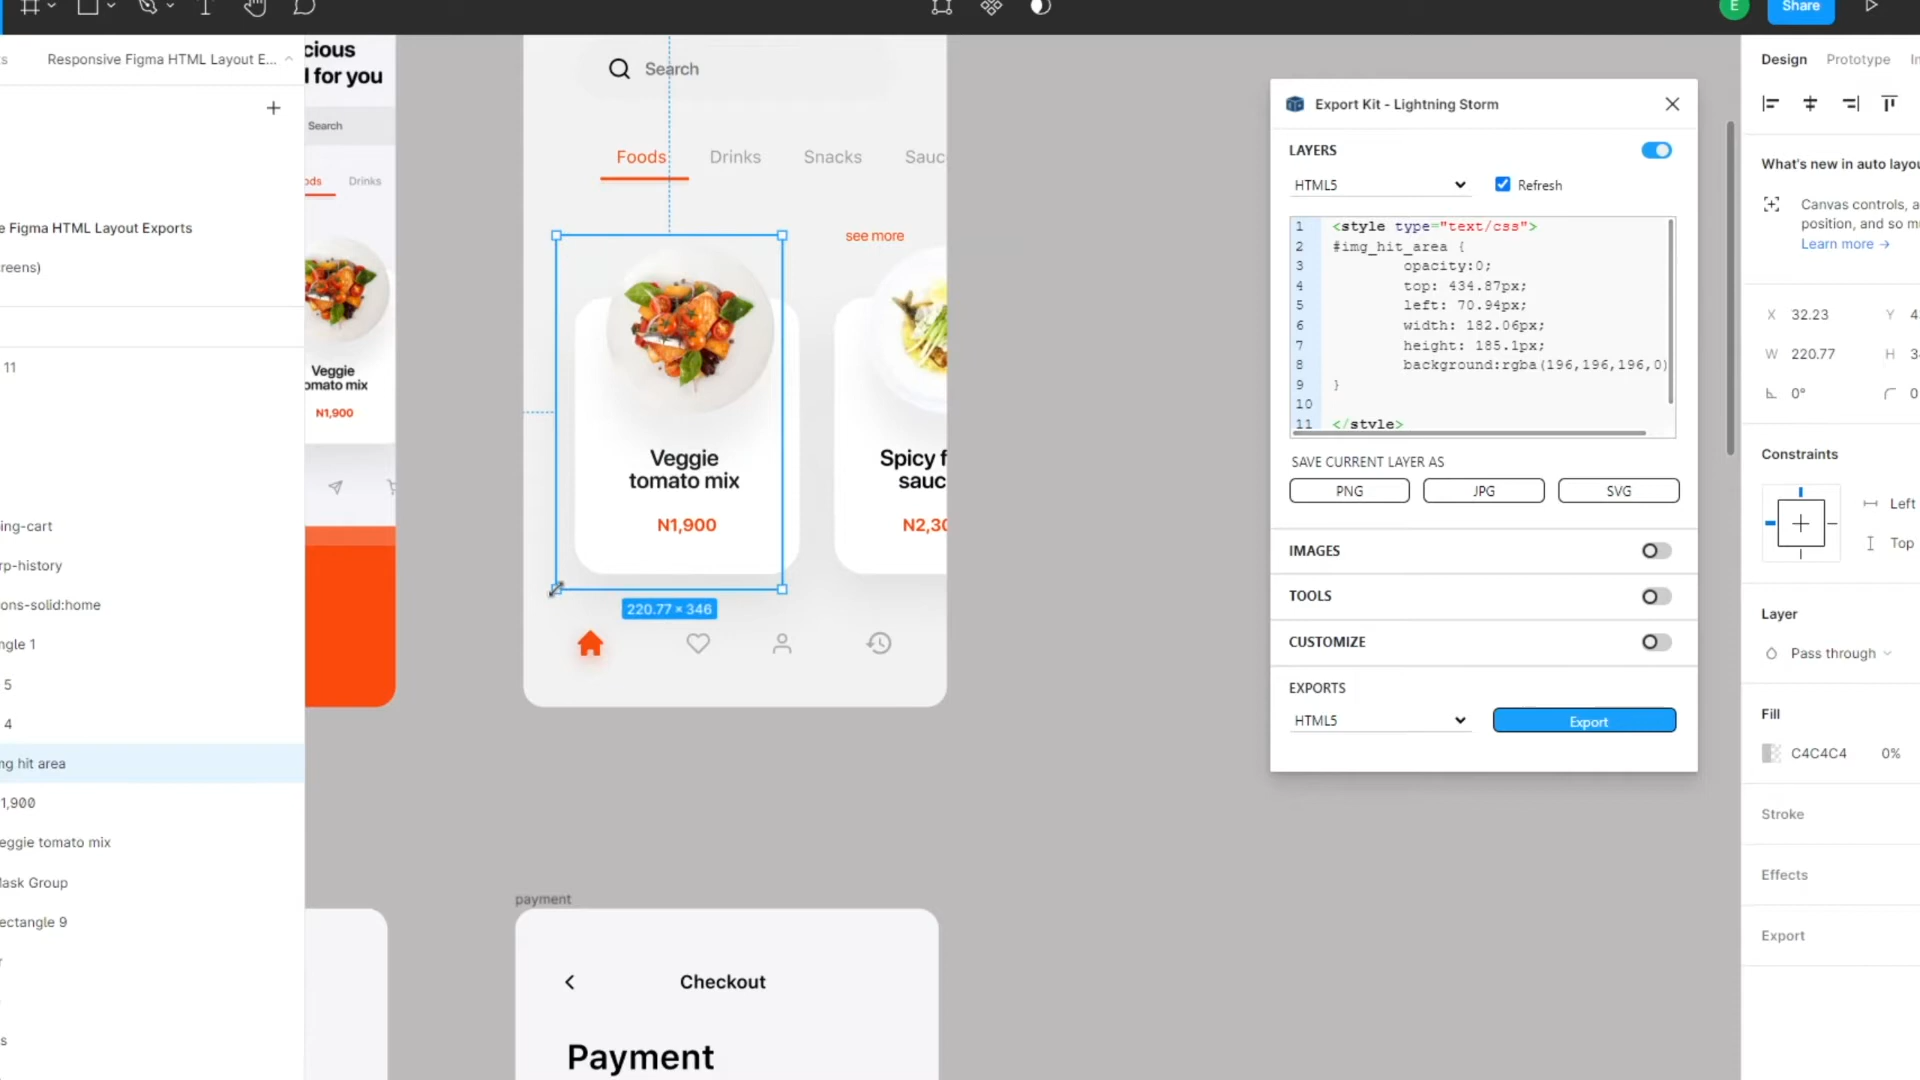 E
Share
s
Responsive Figma HTML Layout E...
e Figma HTML Layout Exports
reens)
11
ing-cart
rp-history
ons-solid:home
ngle 1
5
4
mg hit area
1,900
eggie tomato mix
Mask Group
ectangle 9
r
s
cious
l for you
Search
ods
Drinks
Veggie
omato mix
N1,900
Search
Foods
Drinks
Snacks
Sauc
see more
Veggie
tomato mix
N1,900
Spicy f
sauc
N2,30
220.77 × 346
payment
Checkout
Payment
Export Kit - Lightning Storm
LAYERS
HTML5
Refresh
1 <style type="text/css">
2 #img_hit_area {
3 opacity:0;
4 top: 434.87px;
5 left: 70.94px;
6 width: 182.06px;
7 height: 185.1px;
8 background:rgba(196,196,196,0)
9 }
10
11 </style>
SAVE CURRENT LAYER AS
PNG
JPG
SVG
IMAGES
TOOLS
CUSTOMIZE
EXPORTS
HTML5
Export
Design
Prototype
In
What's new in auto layou
Canvas controls, a
position, and so m
Learn more →
X 32.23
Y 4
W 220.77
H 3
0°
0
Constraints
Left
Top
Layer
Pass through
Fill
C4C4C4
0%
Stroke
Effects
Export